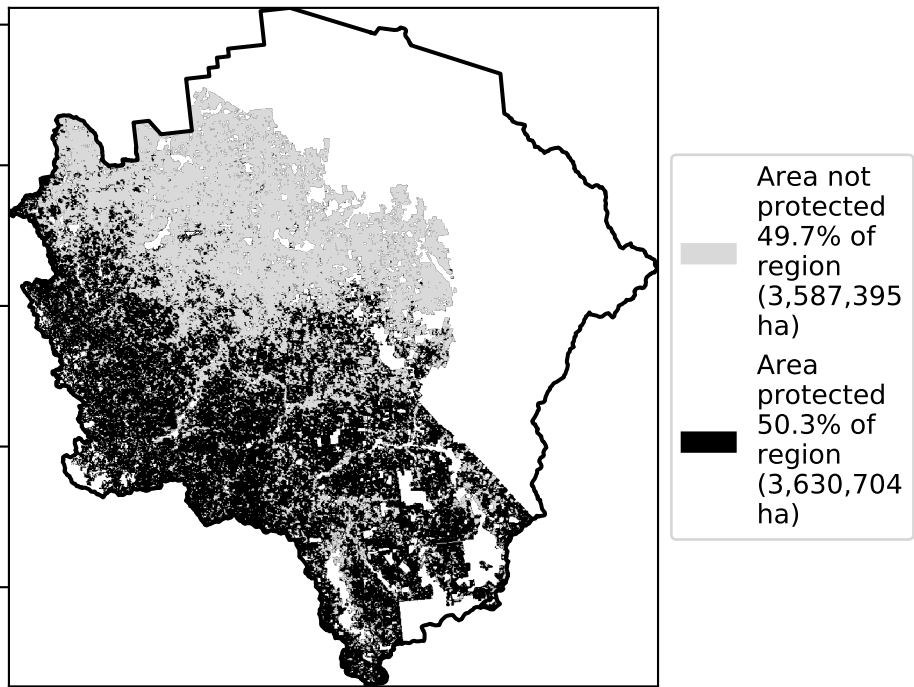 Area not
protected
49.7% of
region
(3,587,395
ha)
Area
protected
50.3% of
region
(3,630,704
ha)